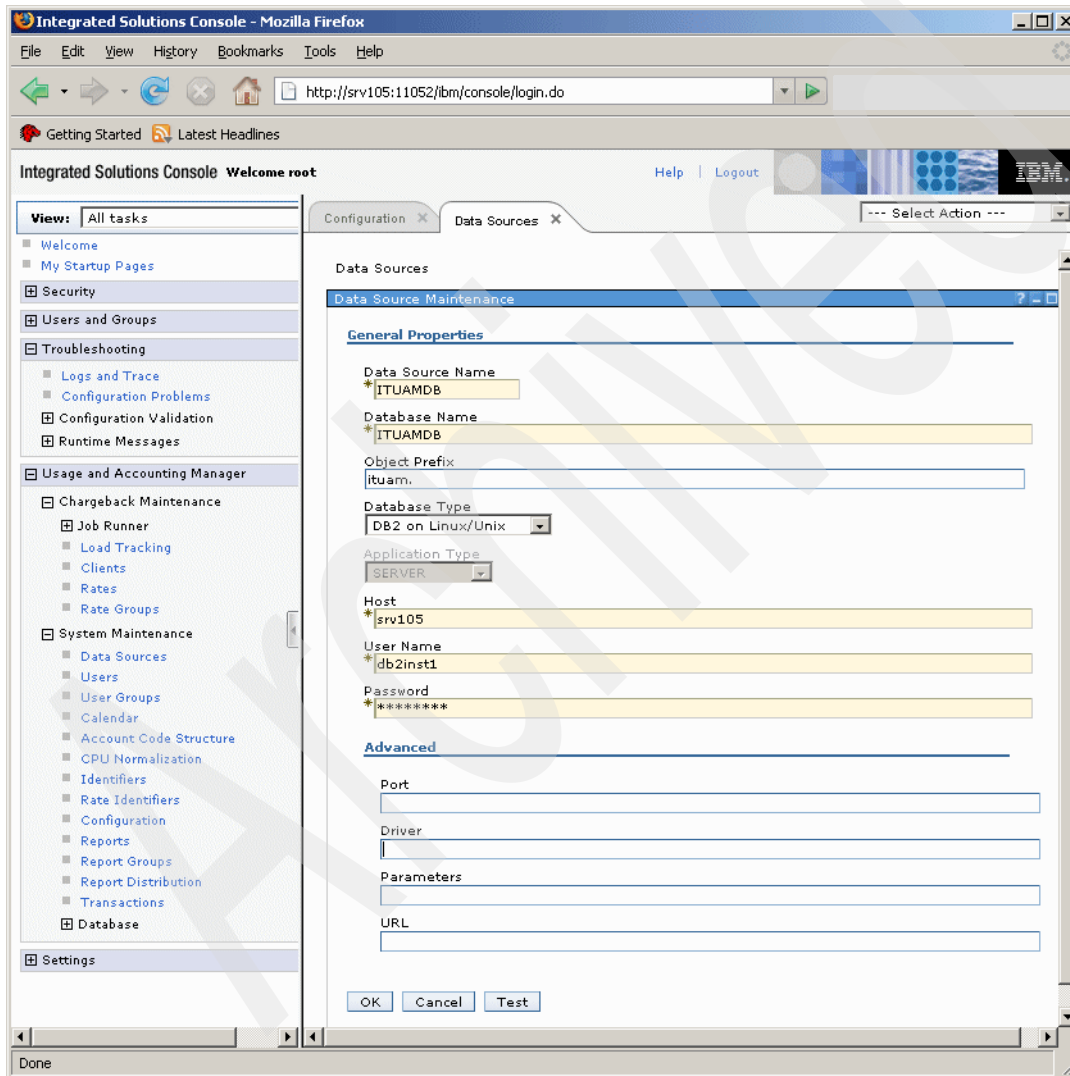 Integrated Solutions Console - Mozilla Firefox
File Edit View History Bookmarks Tools Help
http://srv105:11052/ibm/console/login.do
Getting Started Latest Headlines
Integrated Solutions Console Welcome root
Help | Logout
IBM.
View: All tasks
Welcome
My Startup Pages
Security
Users and Groups
Troubleshooting
Logs and Trace
Configuration Problems
Configuration Validation
Runtime Messages
Usage and Accounting Manager
Chargeback Maintenance
Job Runner
Load Tracking
Clients
Rates
Rate Groups
System Maintenance
Data Sources
Users
User Groups
Calendar
Account Code Structure
CPU Normalization
Identifiers
Rate Identifiers
Configuration
Reports
Report Groups
Report Distribution
Transactions
Database
Settings
Configuration
Data Sources
--- Select Action ---
Data Sources
Data Source Maintenance
General Properties
Data Source Name
*ITUAMDB
Database Name
*ITUAMDB
Object Prefix
ituam.
Database Type
DB2 on Linux/Unix
Application Type
SERVER
Host
*srv105
User Name
*db2inst1
Password
*********
Advanced
Port
Driver
Parameters
URL
OK Cancel Test
Done
Archived